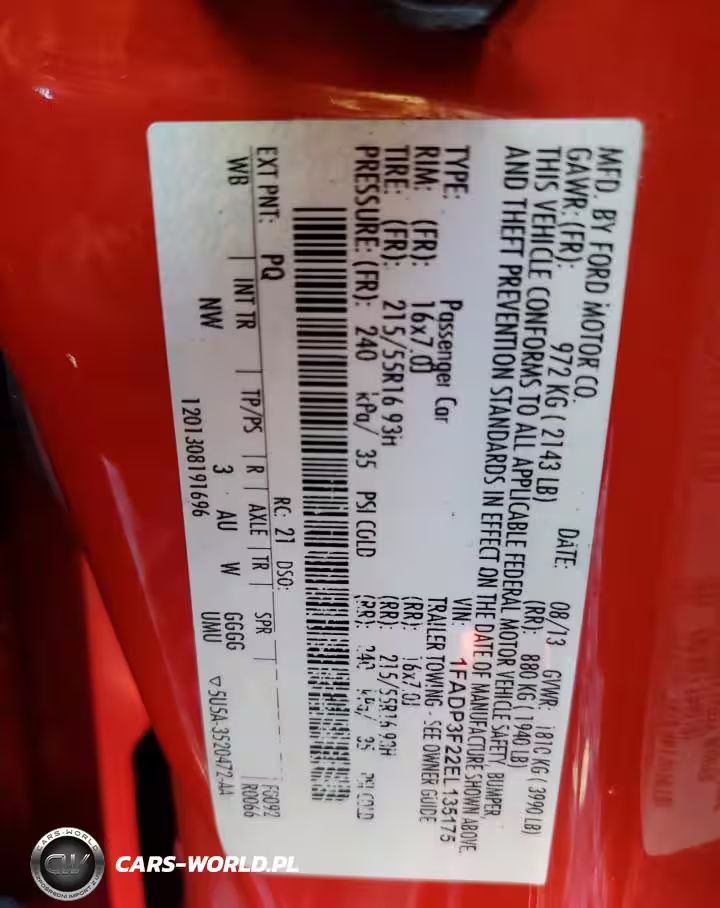 MFD. BY FORD MOTOR CO.
DATE: 08/13 GVWR: 1810 KG ( 3990 LB)
GAWR: (FR): 972 KG ( 2143 LB) (RR): 880 KG ( 1940 LB)
THIS VEHICLE CONFORMS TO ALL APPLICABLE FEDERAL MOTOR VEHICLE SAFETY, BUMPER,
AND THEFT PREVENTION STANDARDS IN EFFECT ON THE DATE OF MANUFACTURE SHOWN ABOVE.
VIN: 1FADP3F22EL135175
TYPE: Passenger Car TRAILER TOWING - SEE OWNER GUIDE
RIM: (FR): 16x7.0J (RR): 16x7.0J
TIRE: (FR): 215/55R16 93H (RR): 215/55R16 93H
PRESSURE: (FR): 240 kPa/ 35 PSI COLD (RR): 240 kPa/ 35 PSI COLD
EXT PNT: PQ RC: 21 DSO: F0092
WB INT TR TP/PS R AXLE TR SPR R0066
NW 3 AU W GGGG
UMU
1201308191696 5U5A-3520472-AA
CARS-WORLD.PL
CARS-WORLD
CW